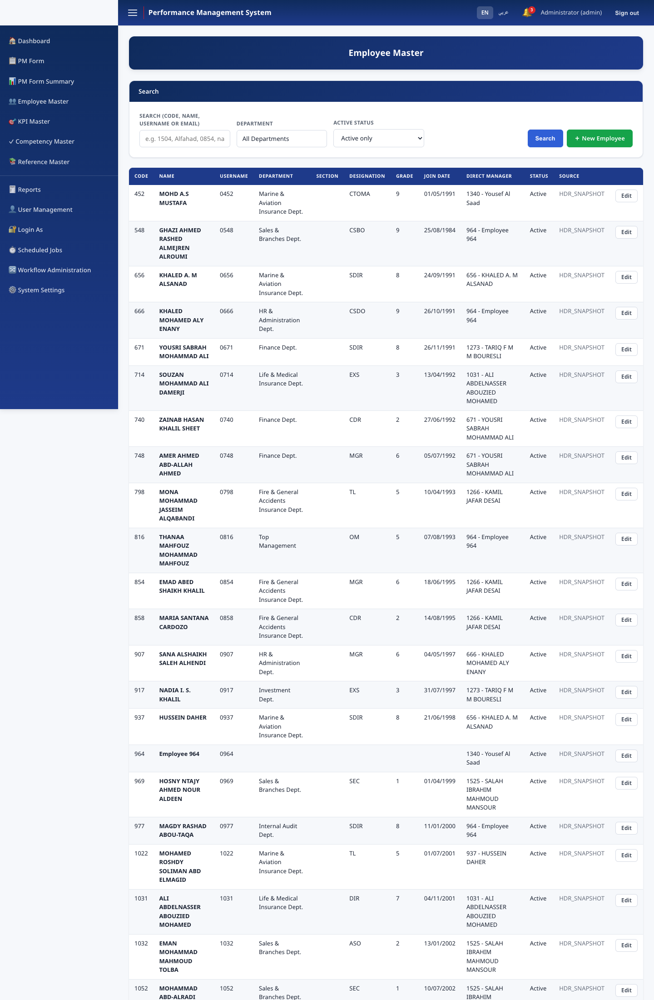 Performance Management System
EN
عربي
3
Administrator (admin)
Sign out
Dashboard
PM Form
PM Form Summary
Employee Master
KPI Master
✓ Competency Master
Reference Master
Reports
User Management
Login As
Scheduled Jobs
Workflow Administration
System Settings
Employee Master
Search
SEARCH (CODE, NAME,
USERNAME OR EMAIL)
e.g. 1504, Alfahad, 0854, na
DEPARTMENT
All Departments
ACTIVE STATUS
Active only
Search
+ New Employee
CODE NAME USERNAME DEPARTMENT SECTION DESIGNATION GRADE JOIN DATE DIRECT MANAGER STATUS SOURCE
452 MOHD A.S 0452 Marine & CTOMA 9 01/05/1991 1340 - Yousef Al Active HDR_SNAPSHOT Edit
MUSTAFA Aviation Saad
Insurance Dept.
548 GHAZI AHMED 0548 Sales & CSBO 9 25/08/1984 964 - Employee Active HDR_SNAPSHOT Edit
RASHED Branches Dept. 964
ALMEJREN
ALROUMI
656 KHALED A. M 0656 Marine & SDIR 8 24/09/1991 656 - KHALED A. M Active HDR_SNAPSHOT Edit
ALSANAD Aviation ALSANAD
Insurance Dept.
666 KHALED 0666 HR & CSDO 9 26/10/1991 964 - Employee Active HDR_SNAPSHOT Edit
MOHAMED ALY Administration 964
ENANY Dept.
671 YOUSRI SABRAH 0671 Finance Dept. SDIR 8 26/11/1991 1273 - TARIQ F M Active HDR_SNAPSHOT Edit
MOHAMMAD ALI M BOURESLI
714 SOUZAN 0714 Life & Medical EXS 3 13/04/1992 1031 - ALI Active HDR_SNAPSHOT Edit
MOHAMMAD ALI Insurance Dept. ABDELNASSER
DAMERJI ABOUZIED
MOHAMED
740 ZAINAB HASAN 0740 Finance Dept. CDR 2 27/06/1992 671 - YOUSRI Active HDR_SNAPSHOT Edit
KHALIL SHEET SABRAH
MOHAMMAD ALI
748 AMER AHMED 0748 Finance Dept. MGR 6 05/07/1992 671 - YOUSRI Active HDR_SNAPSHOT Edit
ABD-ALLAH SABRAH
AHMED MOHAMMAD ALI
798 MONA 0798 Fire & General TL 5 10/04/1993 1266 - KAMIL Active HDR_SNAPSHOT Edit
MOHAMMAD Accidents JAFAR DESAI
JASSEIM Insurance Dept.
ALQABANDI
816 THANAA 0816 Top OM 5 07/08/1993 964 - Employee Active HDR_SNAPSHOT Edit
MAHFOUZ Management 964
MOHAMMAD
MAHFOUZ
854 EMAD ABED 0854 Fire & General MGR 6 18/06/1995 1266 - KAMIL Active HDR_SNAPSHOT Edit
SHAIKH KHALIL Accidents JAFAR DESAI
Insurance Dept.
858 MARIA SANTANA 0858 Fire & General CDR 2 14/08/1995 1266 - KAMIL Active HDR_SNAPSHOT Edit
CARDOZO Accidents JAFAR DESAI
Insurance Dept.
907 SANA ALSHAIKH 0907 HR & MGR 6 04/05/1997 666 - KHALED Active HDR_SNAPSHOT Edit
SALEH ALHENDI Administration MOHAMED ALY
Dept. ENANY
917 NADIA I. S. 0917 Investment EXS 3 31/07/1997 1273 - TARIQ F M Active HDR_SNAPSHOT Edit
KHALIL Dept. M BOURESLI
937 HUSSEIN DAHER 0937 Marine & SDIR 8 21/06/1998 656 - KHALED A. M Active HDR_SNAPSHOT Edit
Aviation ALSANAD
Insurance Dept.
964 Employee 964 0964 1340 - Yousef Al Active HDR_SNAPSHOT Edit
Saad
969 HOSNY NTAJY 0969 Sales & SEC 1 01/04/1999 1525 - SALAH Active HDR_SNAPSHOT Edit
AHMED NOUR Branches Dept. IBRAHIM
ALDEEN MAHMOUD
MANSOUR
977 MAGDY RASHAD 0977 Internal Audit SDIR 8 11/01/2000 964 - Employee Active HDR_SNAPSHOT Edit
ABOU-TAQA Dept. 964
1022 MOHAMED 1022 Marine & TL 5 01/07/2001 937 - HUSSEIN Active HDR_SNAPSHOT Edit
ROSHDY Aviation DAHER
SOLIMAN ABD Insurance Dept.
ELMAGID
1031 ALI 1031 Life & Medical DIR 7 04/11/2001 1031 - ALI Active HDR_SNAPSHOT Edit
ABDELNASSER Insurance Dept. ABDELNASSER
ABOUZIED ABOUZIED
MOHAMED MOHAMED
1032 EMAN 1032 Sales & ASO 2 13/01/2002 1525 - SALAH Active HDR_SNAPSHOT Edit
MOHAMMAD Branches Dept. IBRAHIM
MAHMOUD MAHMOUD
TOLBA MANSOUR
1052 MOHAMMAD 1052 Sales & SEC 1 10/07/2002 1525 - SALAH Active HDR_SNAPSHOT Edit
ABD-ALRADI Branches Dept. IBRAHIM